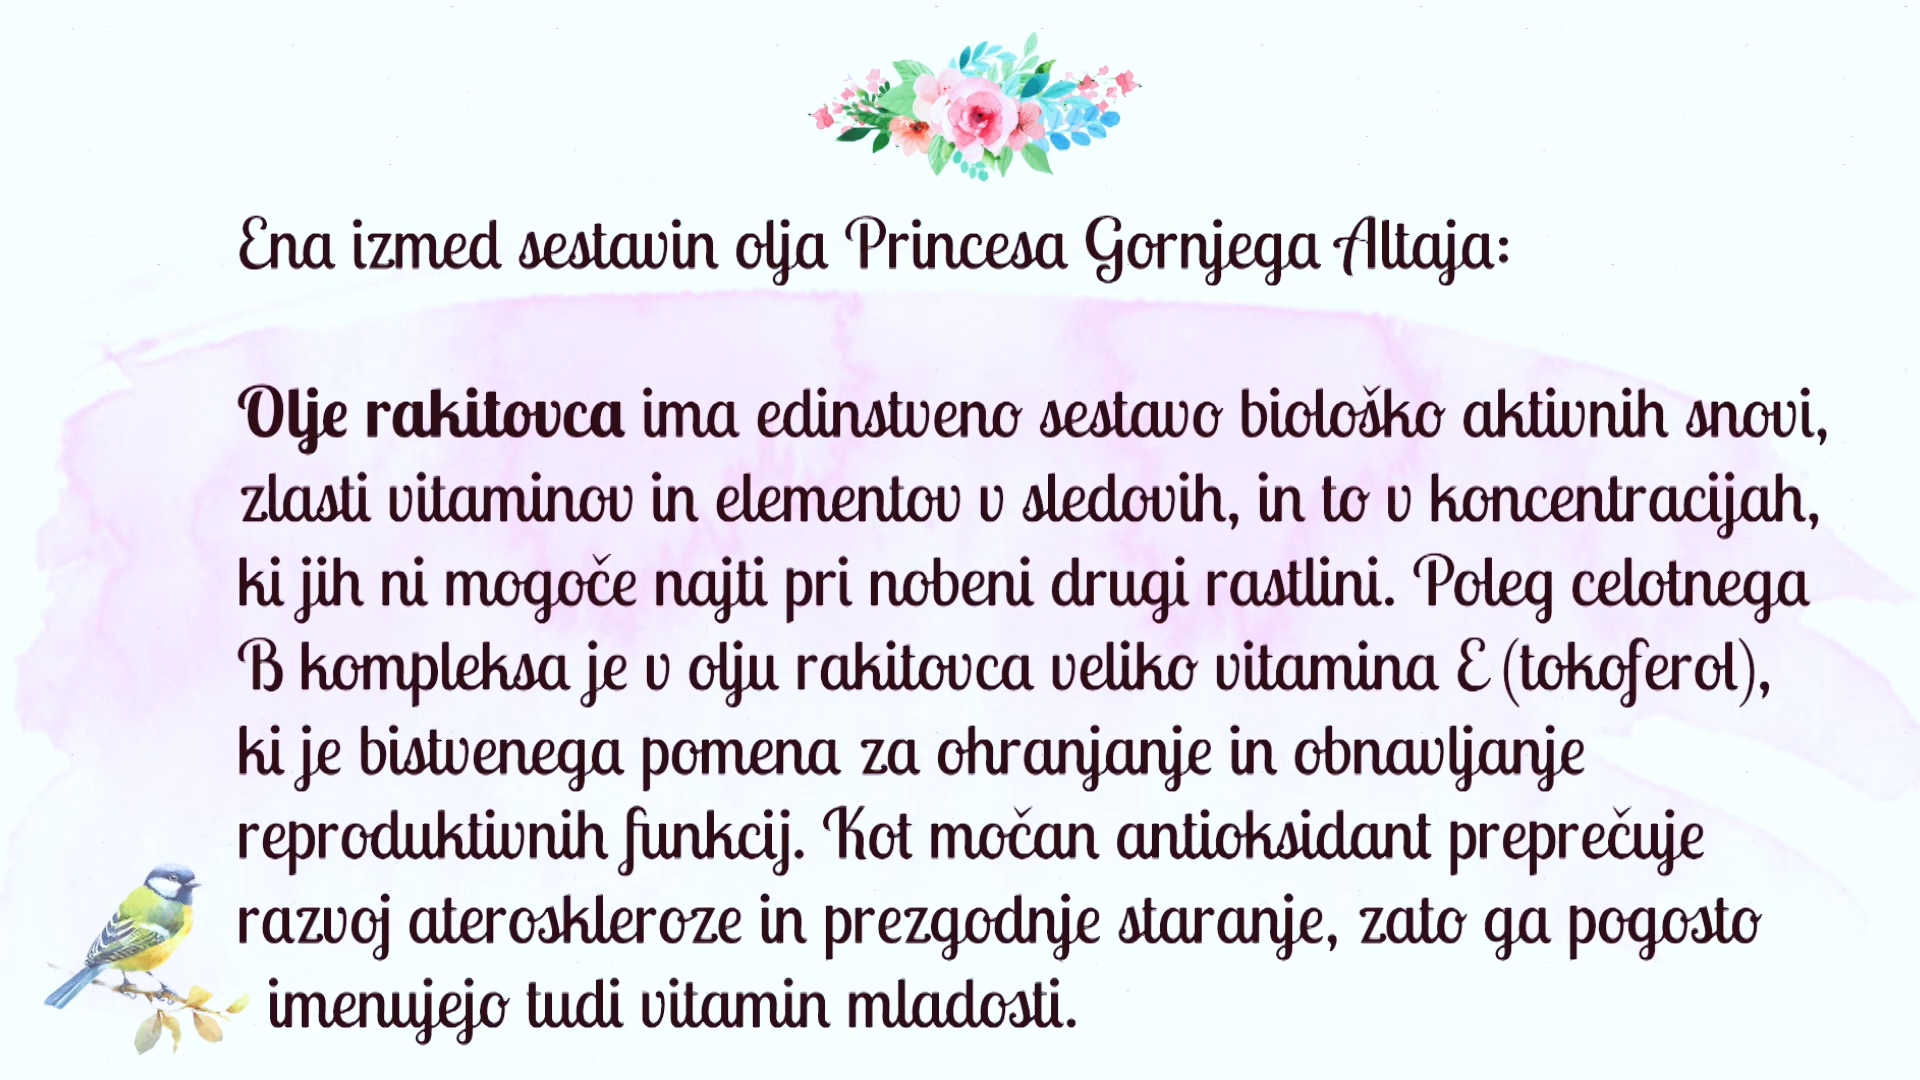 Ena izmed sestavin olja Princesa Gornjega Altaja:
Olje rakitovca ima edinstveno sestavo biološko aktivnih snovi,
zlasti vitaminov in elementov v sledovih, in to v koncentracijah,
ki jih ni mogoče najti pri nobeni drugi rastlini. Poleg celotnega
B kompleksa je v olju rakitovca veliko vitamina E (tokoferol),
ki je bistvenega pomena za ohranjanje in obnavljanje
reproduktivnih funkcij. Kot močan antioksidant preprečuje
razvoj ateroskleroze in prezgodnje staranje, zato ga pogosto
imenujejo tudi vitamin mladosti.